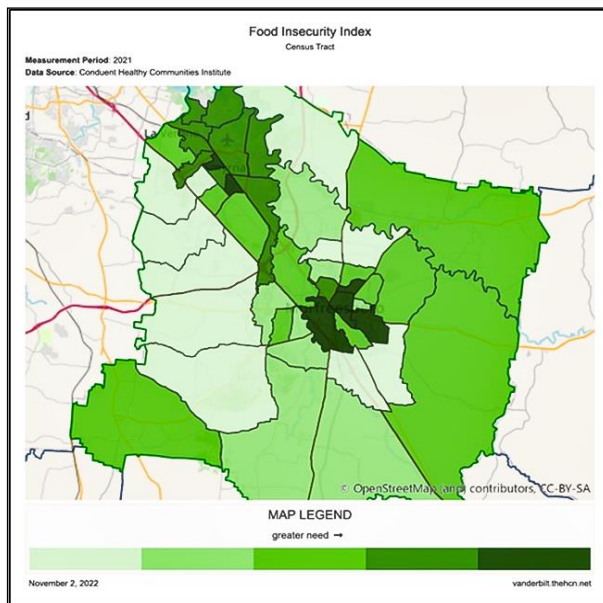 Food Insecurity Index
Census Tract
Measurement Period: 2021
Data Source: Conduent Healthy Communities Institute
d
© OpenStreetMap (and) contributors, CC-BY-SA
MAP LEGEND
greater need →
November 2, 2022
vanderbilt.thehcn.net